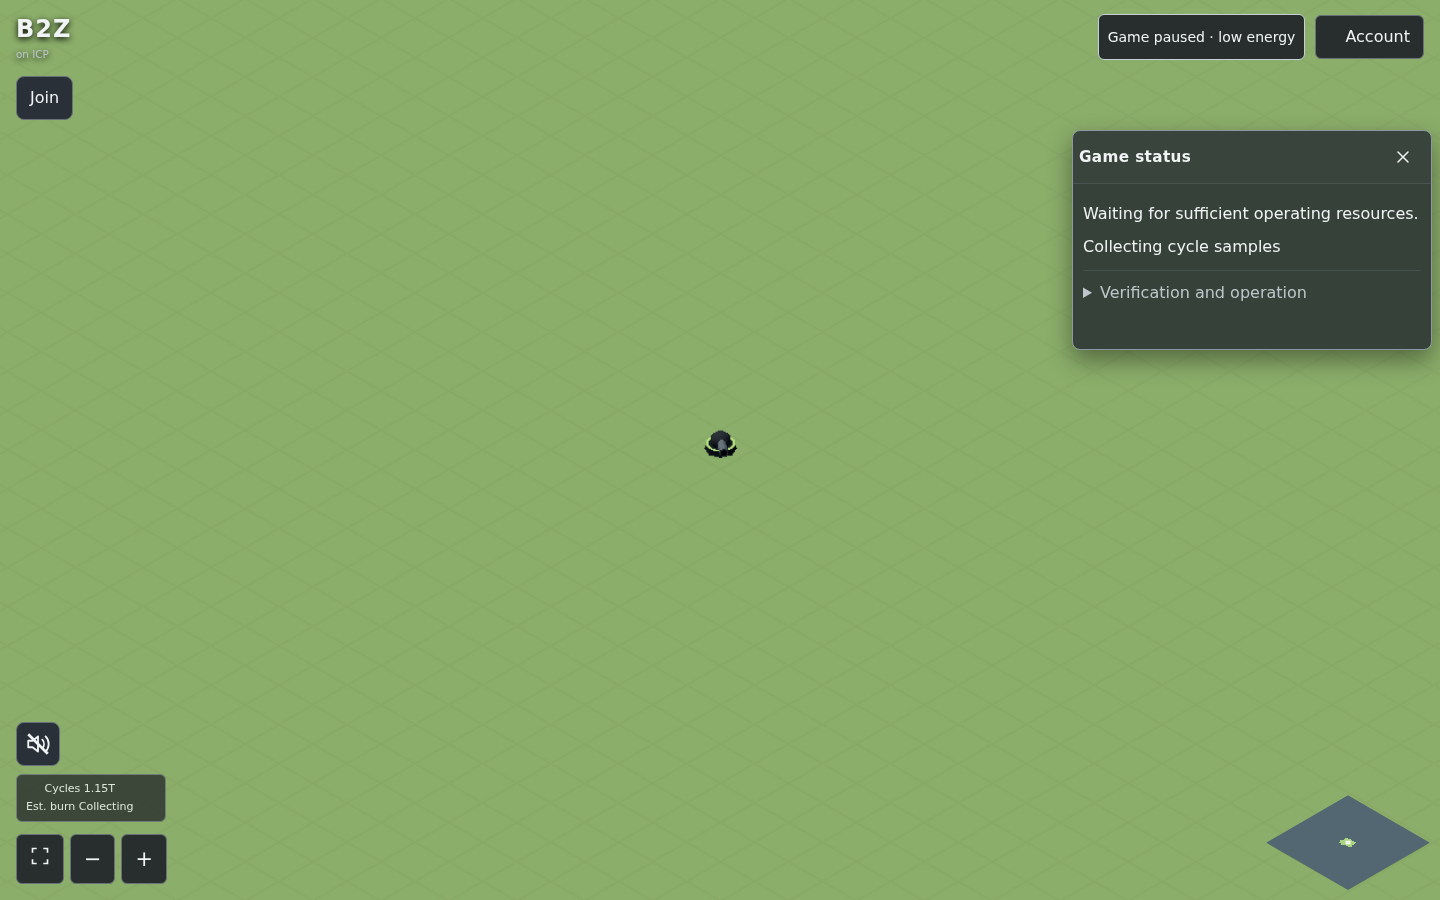 B2Z
on ICP
Join
Game paused · low energy
Account
Game status
Waiting for sufficient operating resources.
Collecting cycle samples
Verification and operation
Cycles 1.15T
Est. burn Collecting